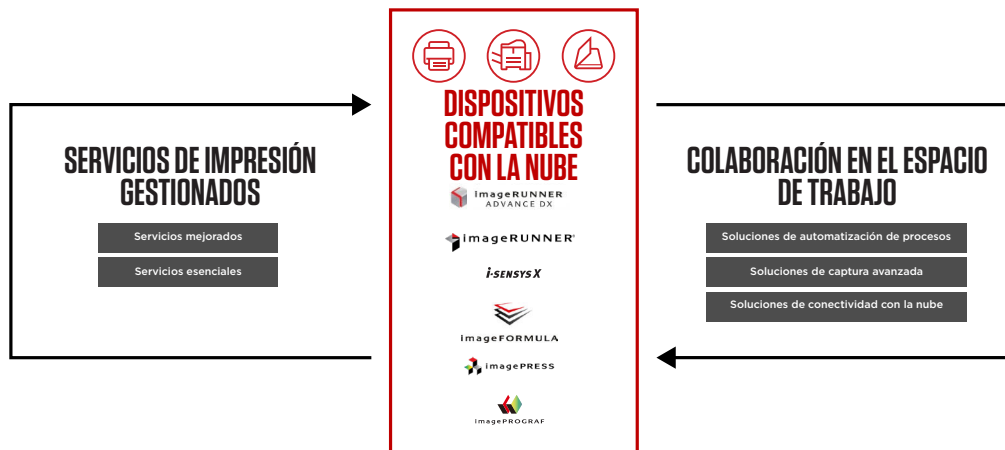 SERVICIOS DE IMPRESIÓN
GESTIONADOS
Servicios mejorados
Servicios esenciales
DISPOSITIVOS
COMPATIBLES
CON LA NUBE
imageRUNNER
ADVANCE DX
imageRUNNER®
i-SENSYS X
imageFORMULA
imagePRESS
imagePROGRAF
COLABORACIÓN EN EL ESPACIO
DE TRABAJO
Soluciones de automatización de procesos
Soluciones de captura avanzada
Soluciones de conectividad con la nube